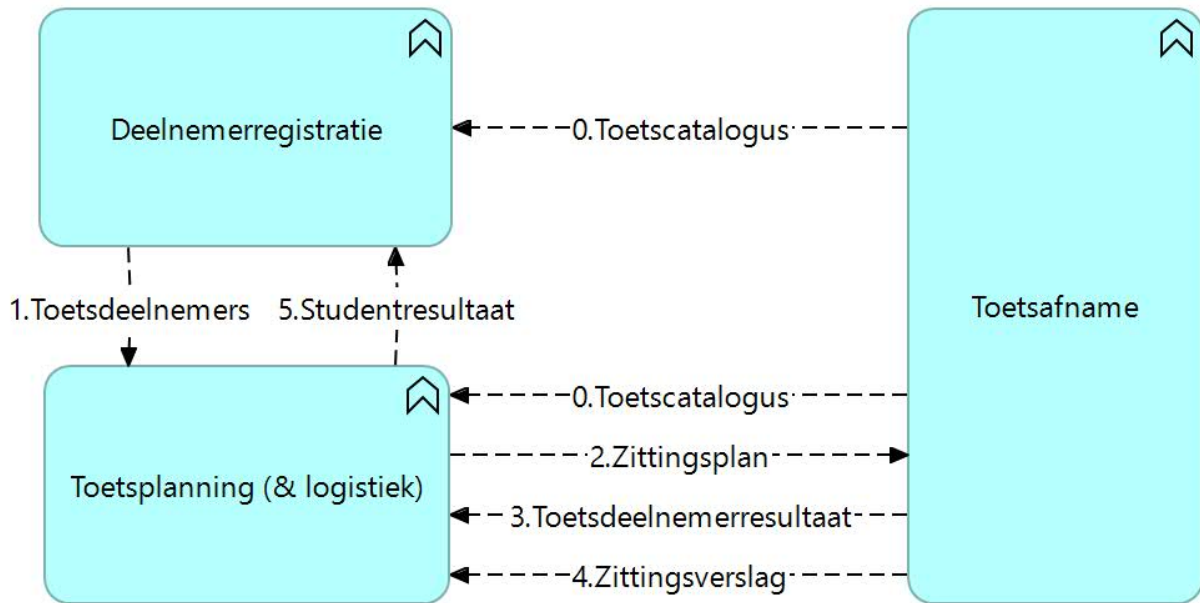 Deelnemerregistratie
0.Toetscatalogus
1.Toetsdeelnemers
5.Studentresultaat
Toetsafname
0.Toetscatalogus
2.Zittingsplan
Toetsplanning (& logistiek)
3.Toetsdeelnemerresultaat
4.Zittingsverslag